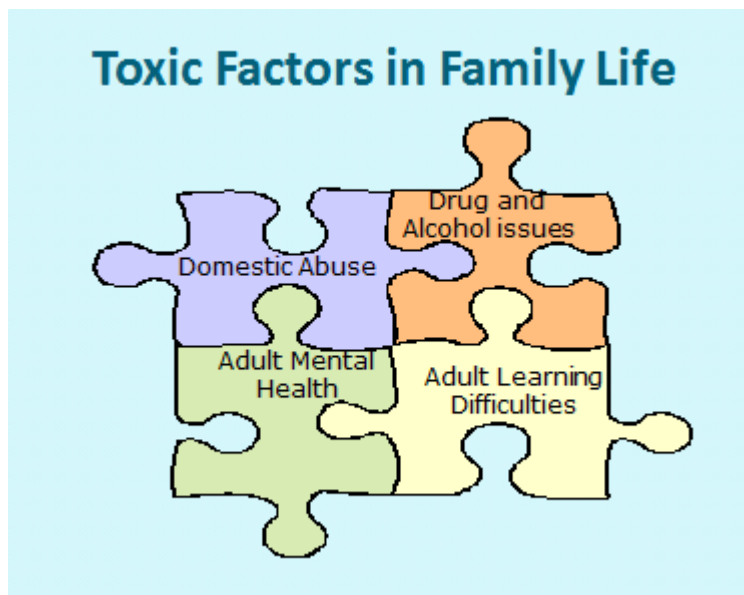 Toxic Factors in Family Life
Drug and
Alcohol issues
Domestic Abuse
Adult Mental
Health
Adult Learning
Difficulties